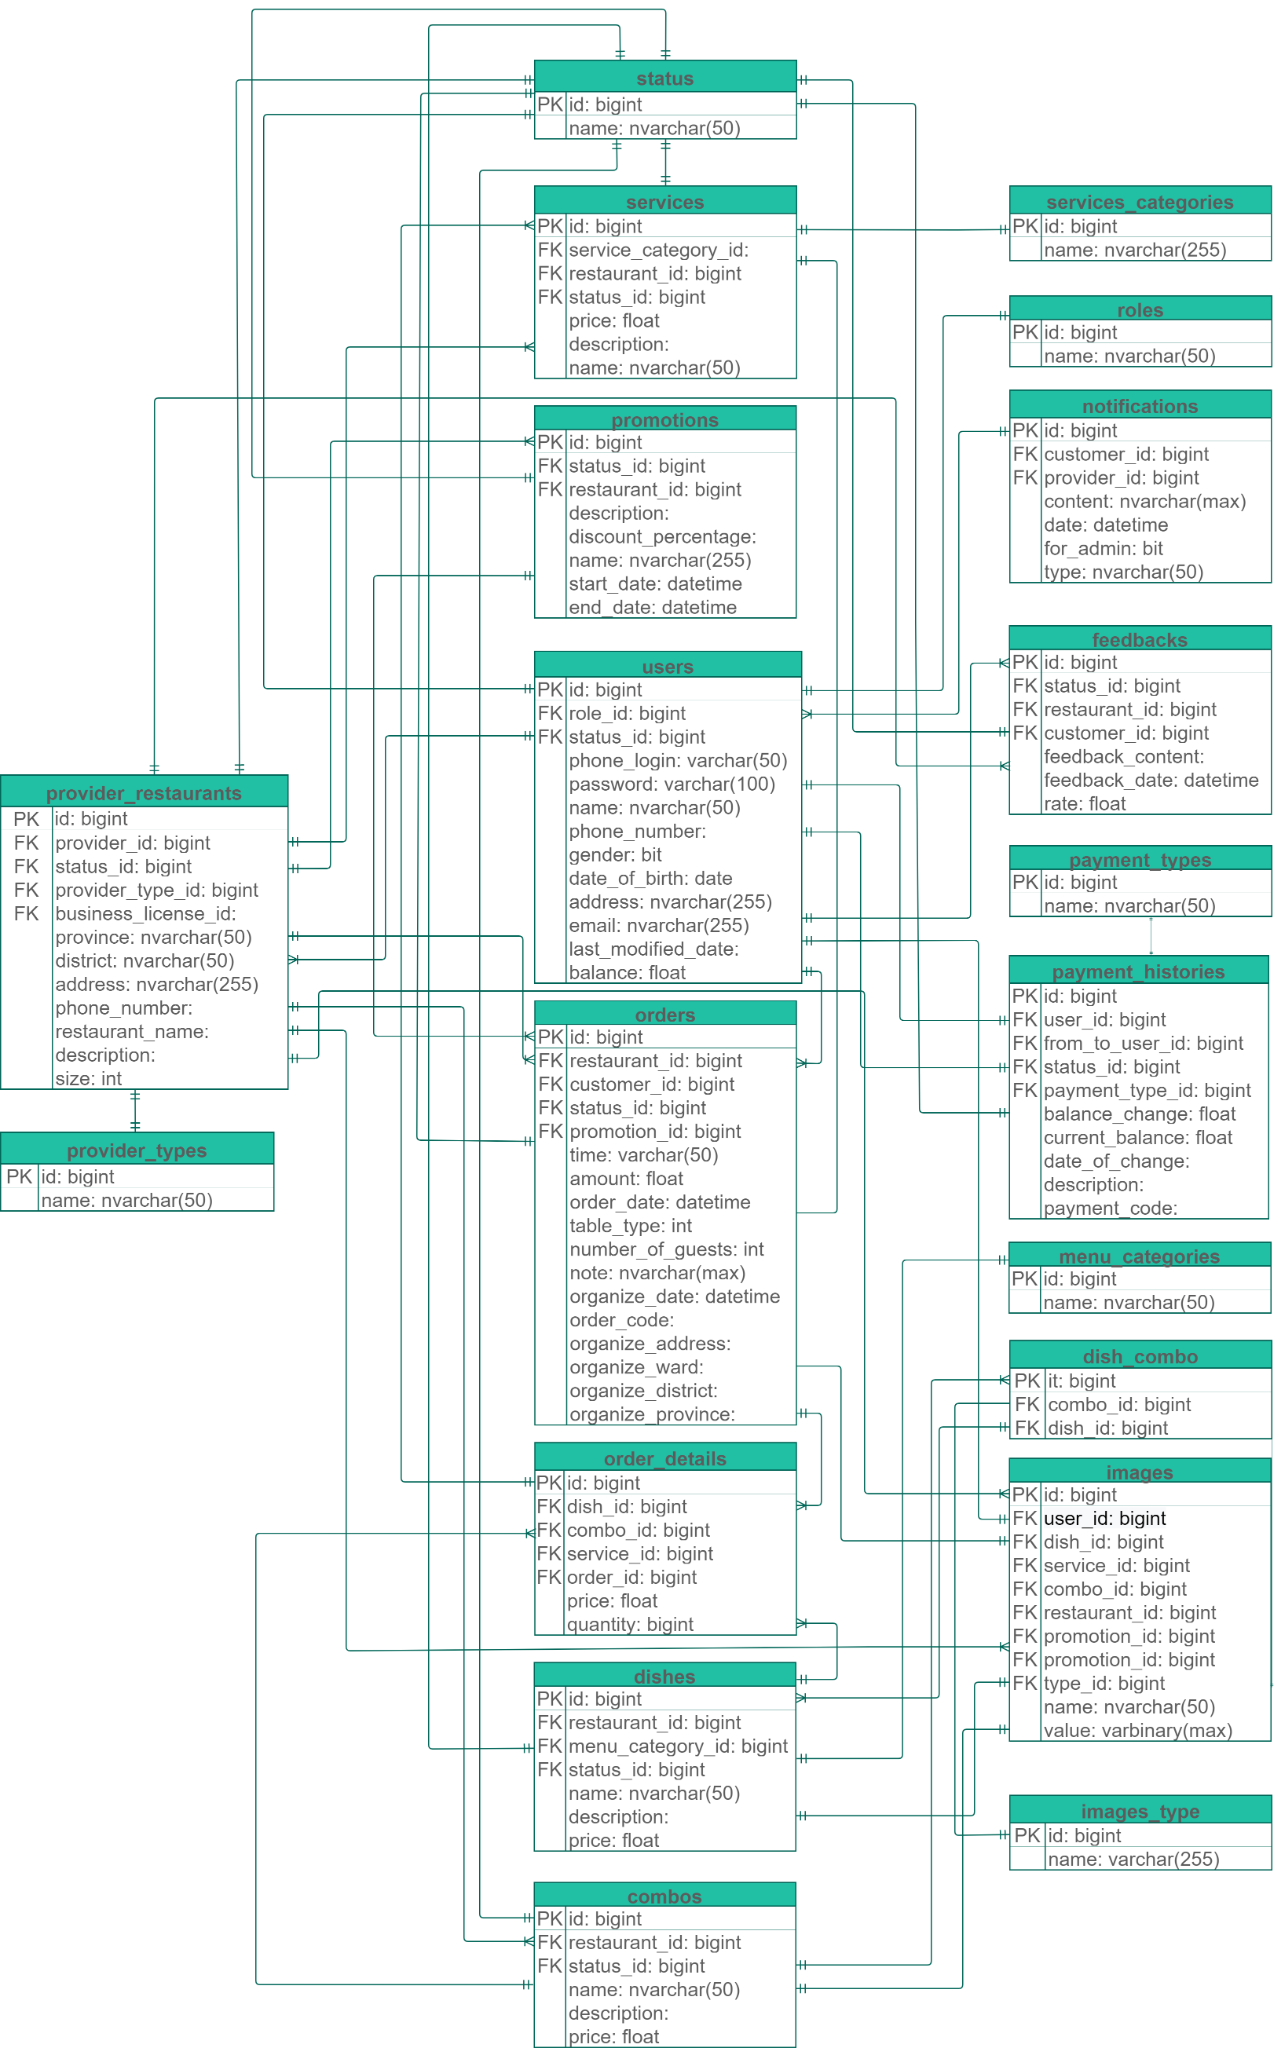 status
PK id: bigint
name: nvarchar(50)
services
PK id: bigint
FK service_category_id:
FK restaurant_id: bigint
FK status_id: bigint
price: float
description:
name: nvarchar(50)
services_categories
PK id: bigint
name: nvarchar(255)
roles
PK id: bigint
name: nvarchar(50)
promotions
PK id: bigint
FK status_id: bigint
FK restaurant_id: bigint
description:
discount_percentage:
name: nvarchar(255)
start_date: datetime
end_date: datetime
notifications
PK id: bigint
FK customer_id: bigint
FK provider_id: bigint
content: nvarchar(max)
date: datetime
for_admin: bit
type: nvarchar(50)
users
PK id: bigint
FK role_id: bigint
FK status_id: bigint
phone_login: varchar(50)
password: varchar(100)
name: nvarchar(50)
phone_number:
gender: bit
date_of_birth: date
address: nvarchar(255)
email: nvarchar(255)
last_modified_date:
balance: float
feedbacks
PK id: bigint
FK status_id: bigint
FK restaurant_id: bigint
FK customer_id: bigint
feedback_content:
feedback_date: datetime
rate: float
provider_restaurants
PK id: bigint
FK provider_id: bigint
FK status_id: bigint
FK provider_type_id: bigint
FK business_license_id:
province: nvarchar(50)
district: nvarchar(50)
address: nvarchar(255)
phone_number:
restaurant_name:
description:
size: int
provider_types
PK id: bigint
name: nvarchar(50)
payment_types
PK id: bigint
name: nvarchar(50)
payment_histories
PK id: bigint
FK user_id: bigint
FK from_to_user_id: bigint
FK status_id: bigint
FK payment_type_id: bigint
balance_change: float
current_balance: float
date_of_change:
description:
payment_code:
orders
PK id: bigint
FK restaurant_id: bigint
FK customer_id: bigint
FK status_id: bigint
FK promotion_id: bigint
time: varchar(50)
amount: float
order_date: datetime
table_type: int
number_of_guests: int
note: nvarchar(max)
organize_date: datetime
order_code:
organize_address:
organize_ward:
organize_district:
organize_province:
menu_categories
PK id: bigint
name: nvarchar(50)
dish_combo
PK it: bigint
FK combo_id: bigint
FK dish_id: bigint
order_details
PK id: bigint
FK dish_id: bigint
FK combo_id: bigint
FK service_id: bigint
FK order_id: bigint
price: float
quantity: bigint
images
PK id: bigint
FK user_id: bigint
FK dish_id: bigint
FK service_id: bigint
FK combo_id: bigint
FK restaurant_id: bigint
FK promotion_id: bigint
FK promotion_id: bigint
FK type_id: bigint
name: nvarchar(50)
value: varbinary(max)
dishes
PK id: bigint
FK restaurant_id: bigint
FK menu_category_id: bigint
FK status_id: bigint
name: nvarchar(50)
description:
price: float
images_type
PK id: bigint
name: varchar(255)
combos
PK id: bigint
FK restaurant_id: bigint
FK status_id: bigint
name: nvarchar(50)
description:
price: float